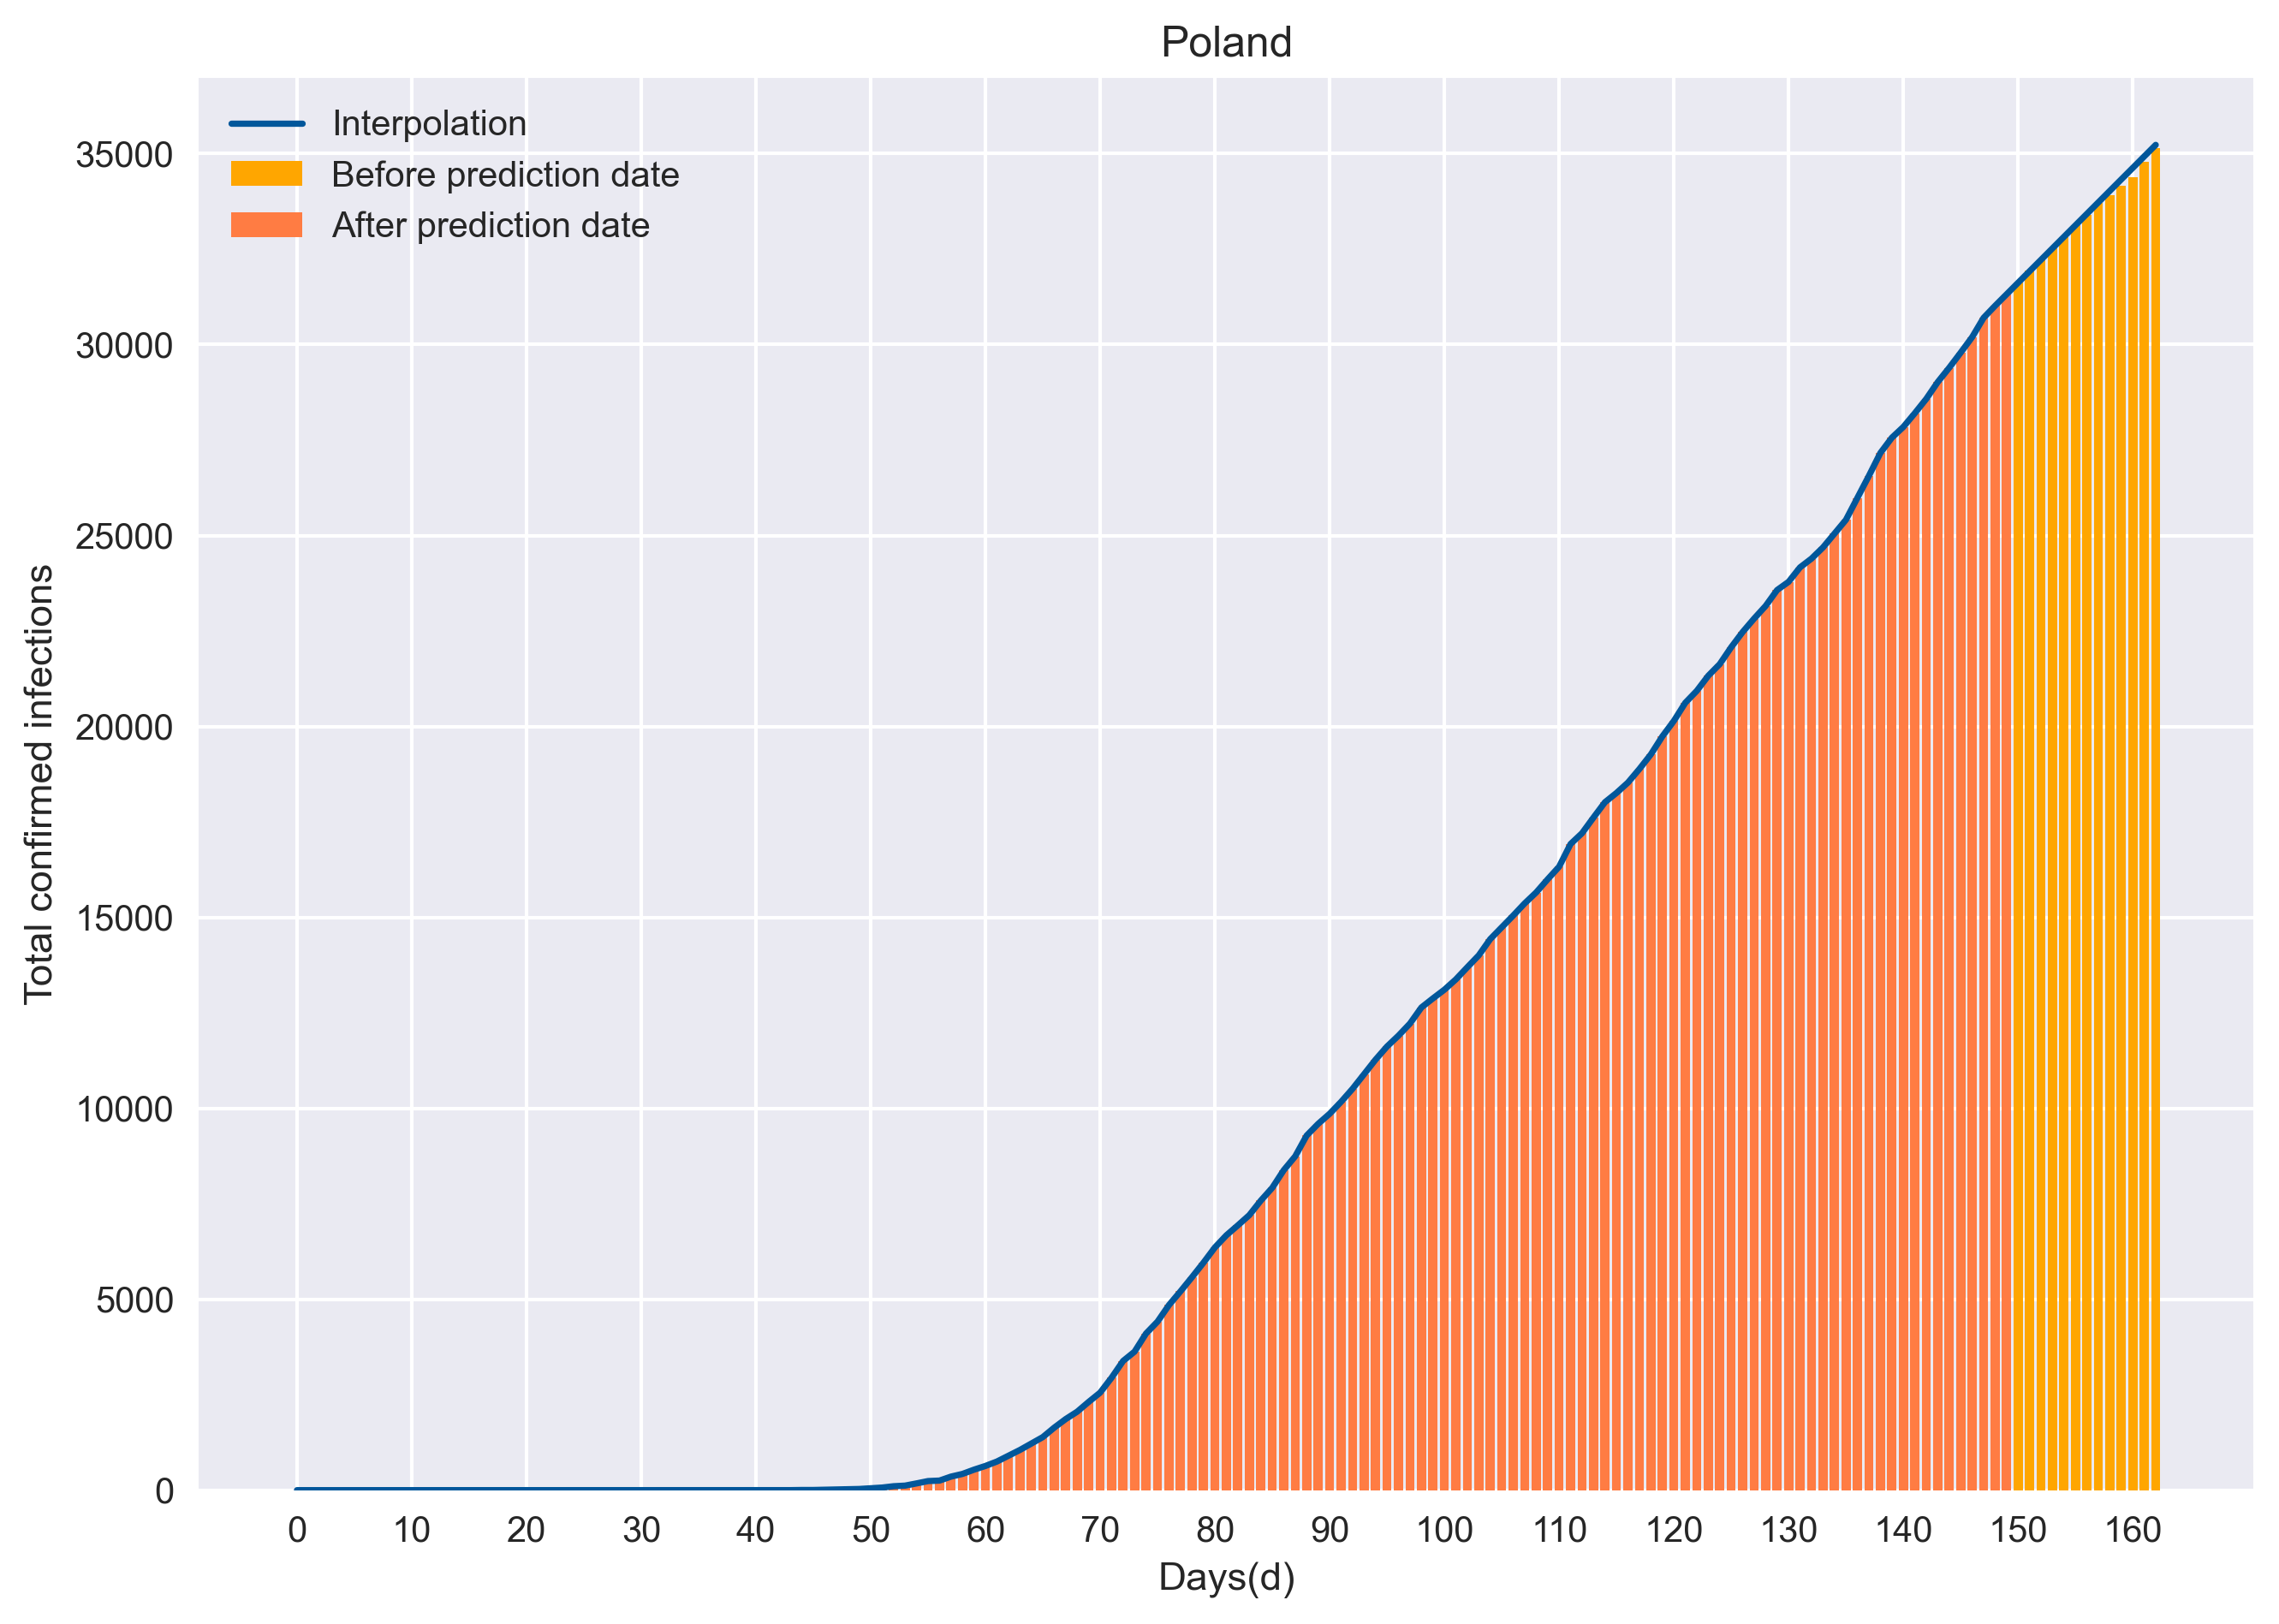 Poland
Interpolation
Before prediction date
After prediction date
35000
30000
25000
20000
15000
10000
5000
0
Total confirmed infections
0 10 20 30 40 50 60 70 80 90 100 110 120 130 140 150 160
Days(d)